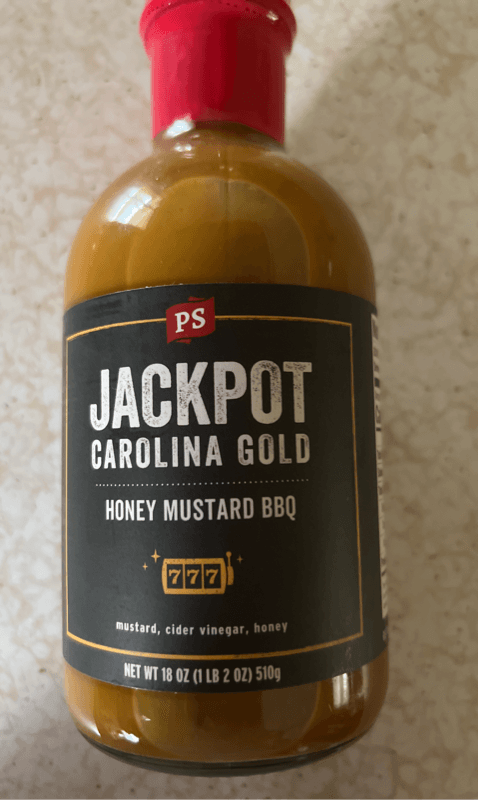 PS
JACKPOT
CAROLINA GOLD
HONEY MUSTARD BBQ
777
mustard, cider vinegar, honey
NET WT 18 OZ (1 LB 2 OZ) 510g